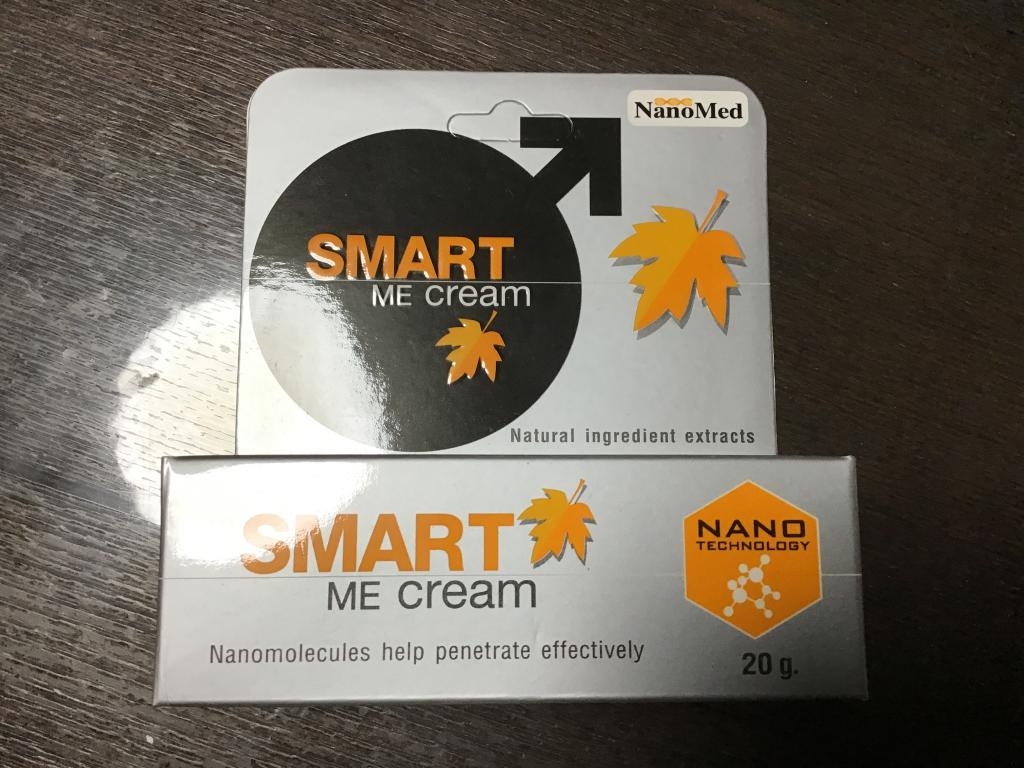 NanoMed
SMART
ME cream
Natural ingredient extracts
SMART
ME cream
NANO
TECHNOLOGY
Nanomolecules help penetrate effectively
20 g.